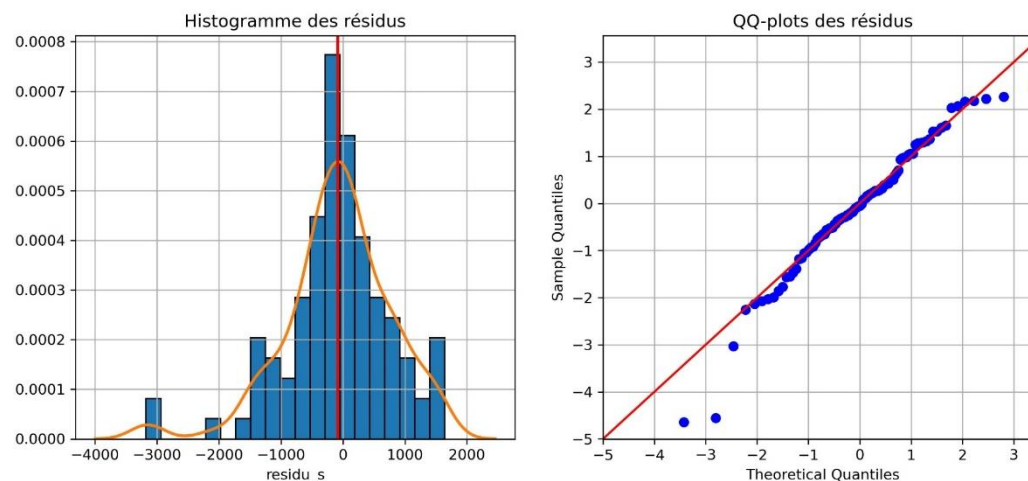 Histogramme des résidus
0.0008
0.0007
0.0006
0.0005
0.0004
0.0003
0.0002
0.0001
0.0000
−4000 −3000 −2000 −1000 0 1000 2000
residu_s
QQ-plots des résidus
Sample Quantiles
3
2
1
0
−1
−2
−3
−4
−5
−5 −4 −3 −2 −1 0 1 2 3
Theoretical Quantiles